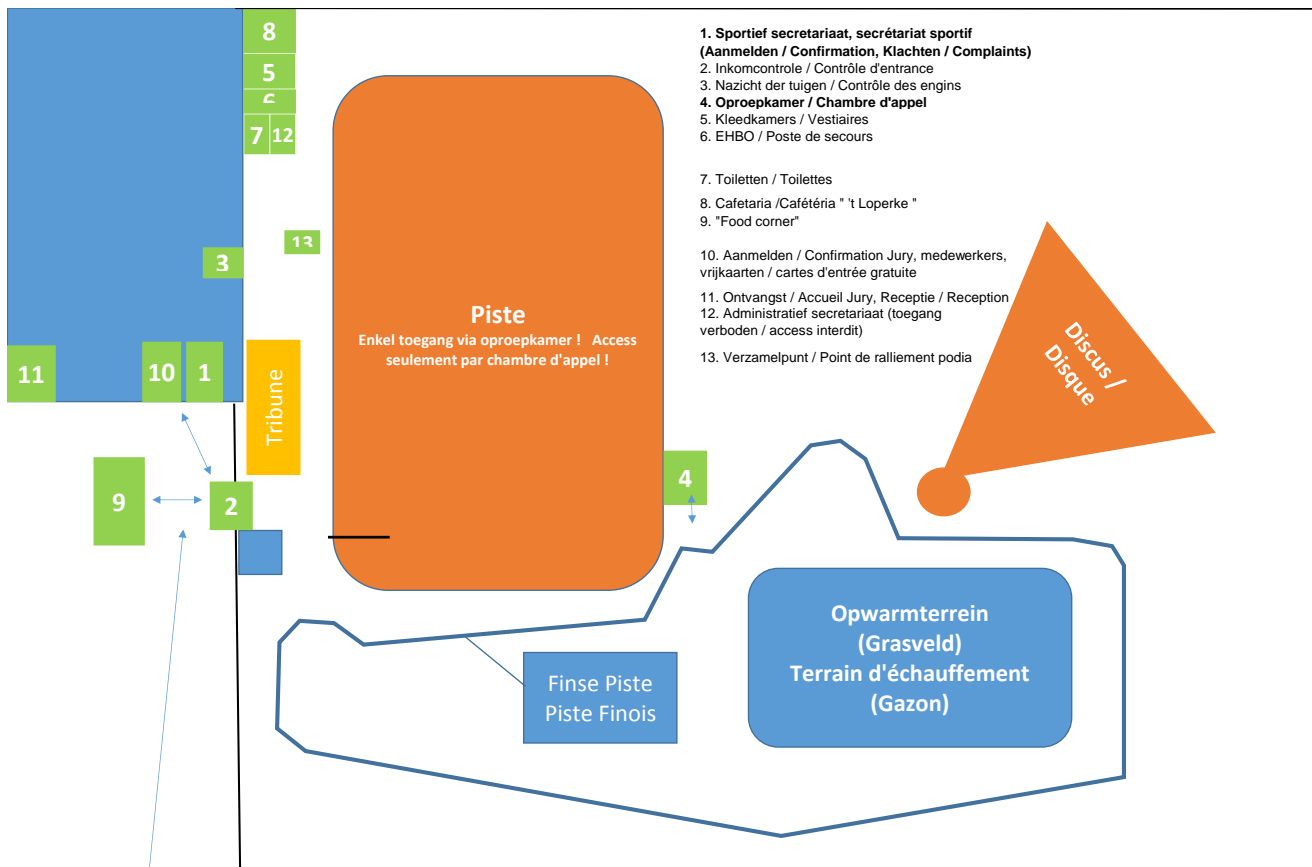 8
5
6
7 12
13
3
11
10
1
Tribune
9
2
4
Piste
Enkel toegang via oproepkamer ! Access
seulement par chambre d'appel !
1. Sportief secretariaat, secrétariat sportif
(Aanmelden / Confirmation, Klachten / Complaints)
2. Inkomcontrole / Contrôle d'entrance
3. Nazicht der tuigen / Contrôle des engins
4. Oproepkamer / Chambre d'appel
5. Kleedkamers / Vestiaires
6. EHBO / Poste de secours
7. Toiletten / Toilettes
8. Cafetaria /Cafétéria " 't Loperke "
9. "Food corner"
10. Aanmelden / Confirmation Jury, medewerkers,
vrijkaarten / cartes d'entrée gratuite
11. Ontvangst / Accueil Jury, Receptie / Reception
12. Administratief secretariaat (toegang
verboden / access interdit)
13. Verzamelpunt / Point de ralliement podia
Discus /
Disque
Opwarmterrein
(Grasveld)
Terrain d'échauffement
(Gazon)
Finse Piste
Piste Finois